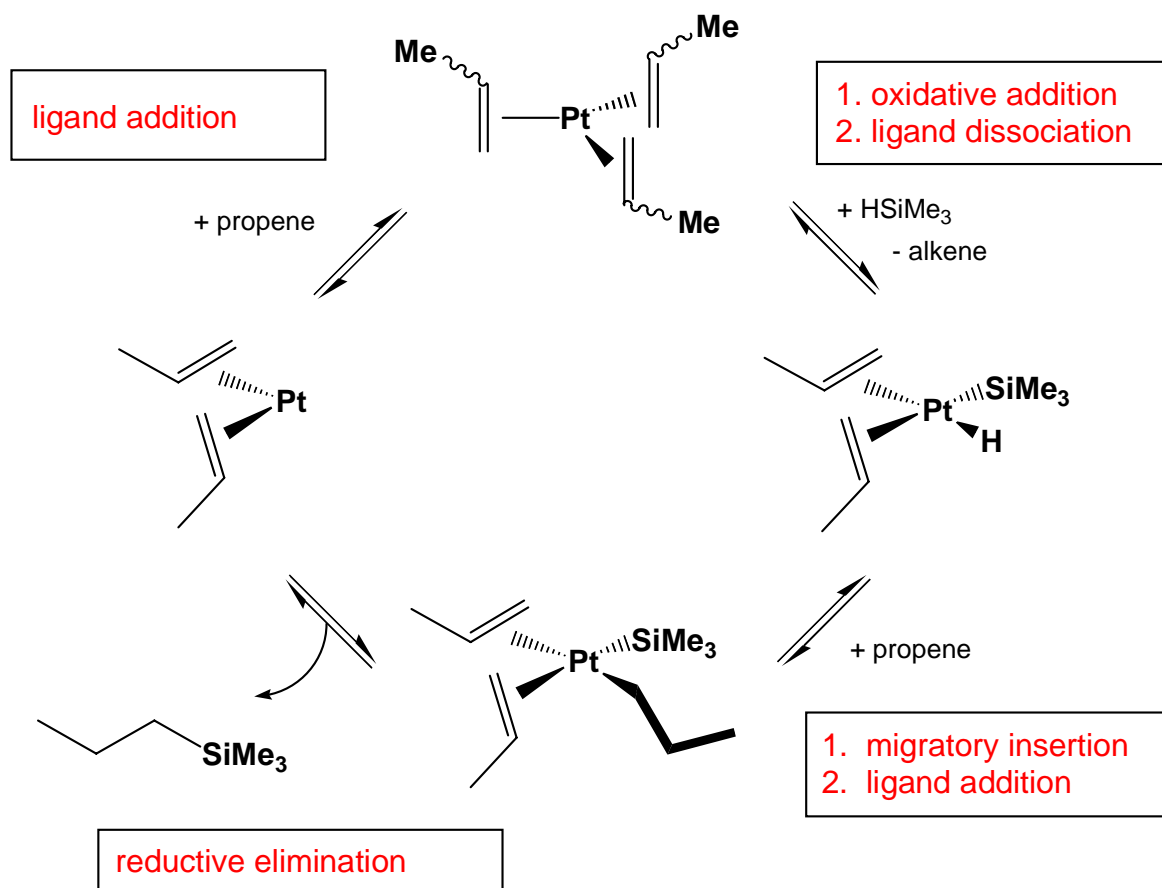 Me
Me
ligand addition
1. oxidative addition
2. ligand dissociation
Pt
Me
+ propene
+ HSiMe3
- alkene
Pt
SiMe3
Pt
H
SiMe3
Pt
+ propene
SiMe3
1. migratory insertion
2. ligand addition
reductive elimination